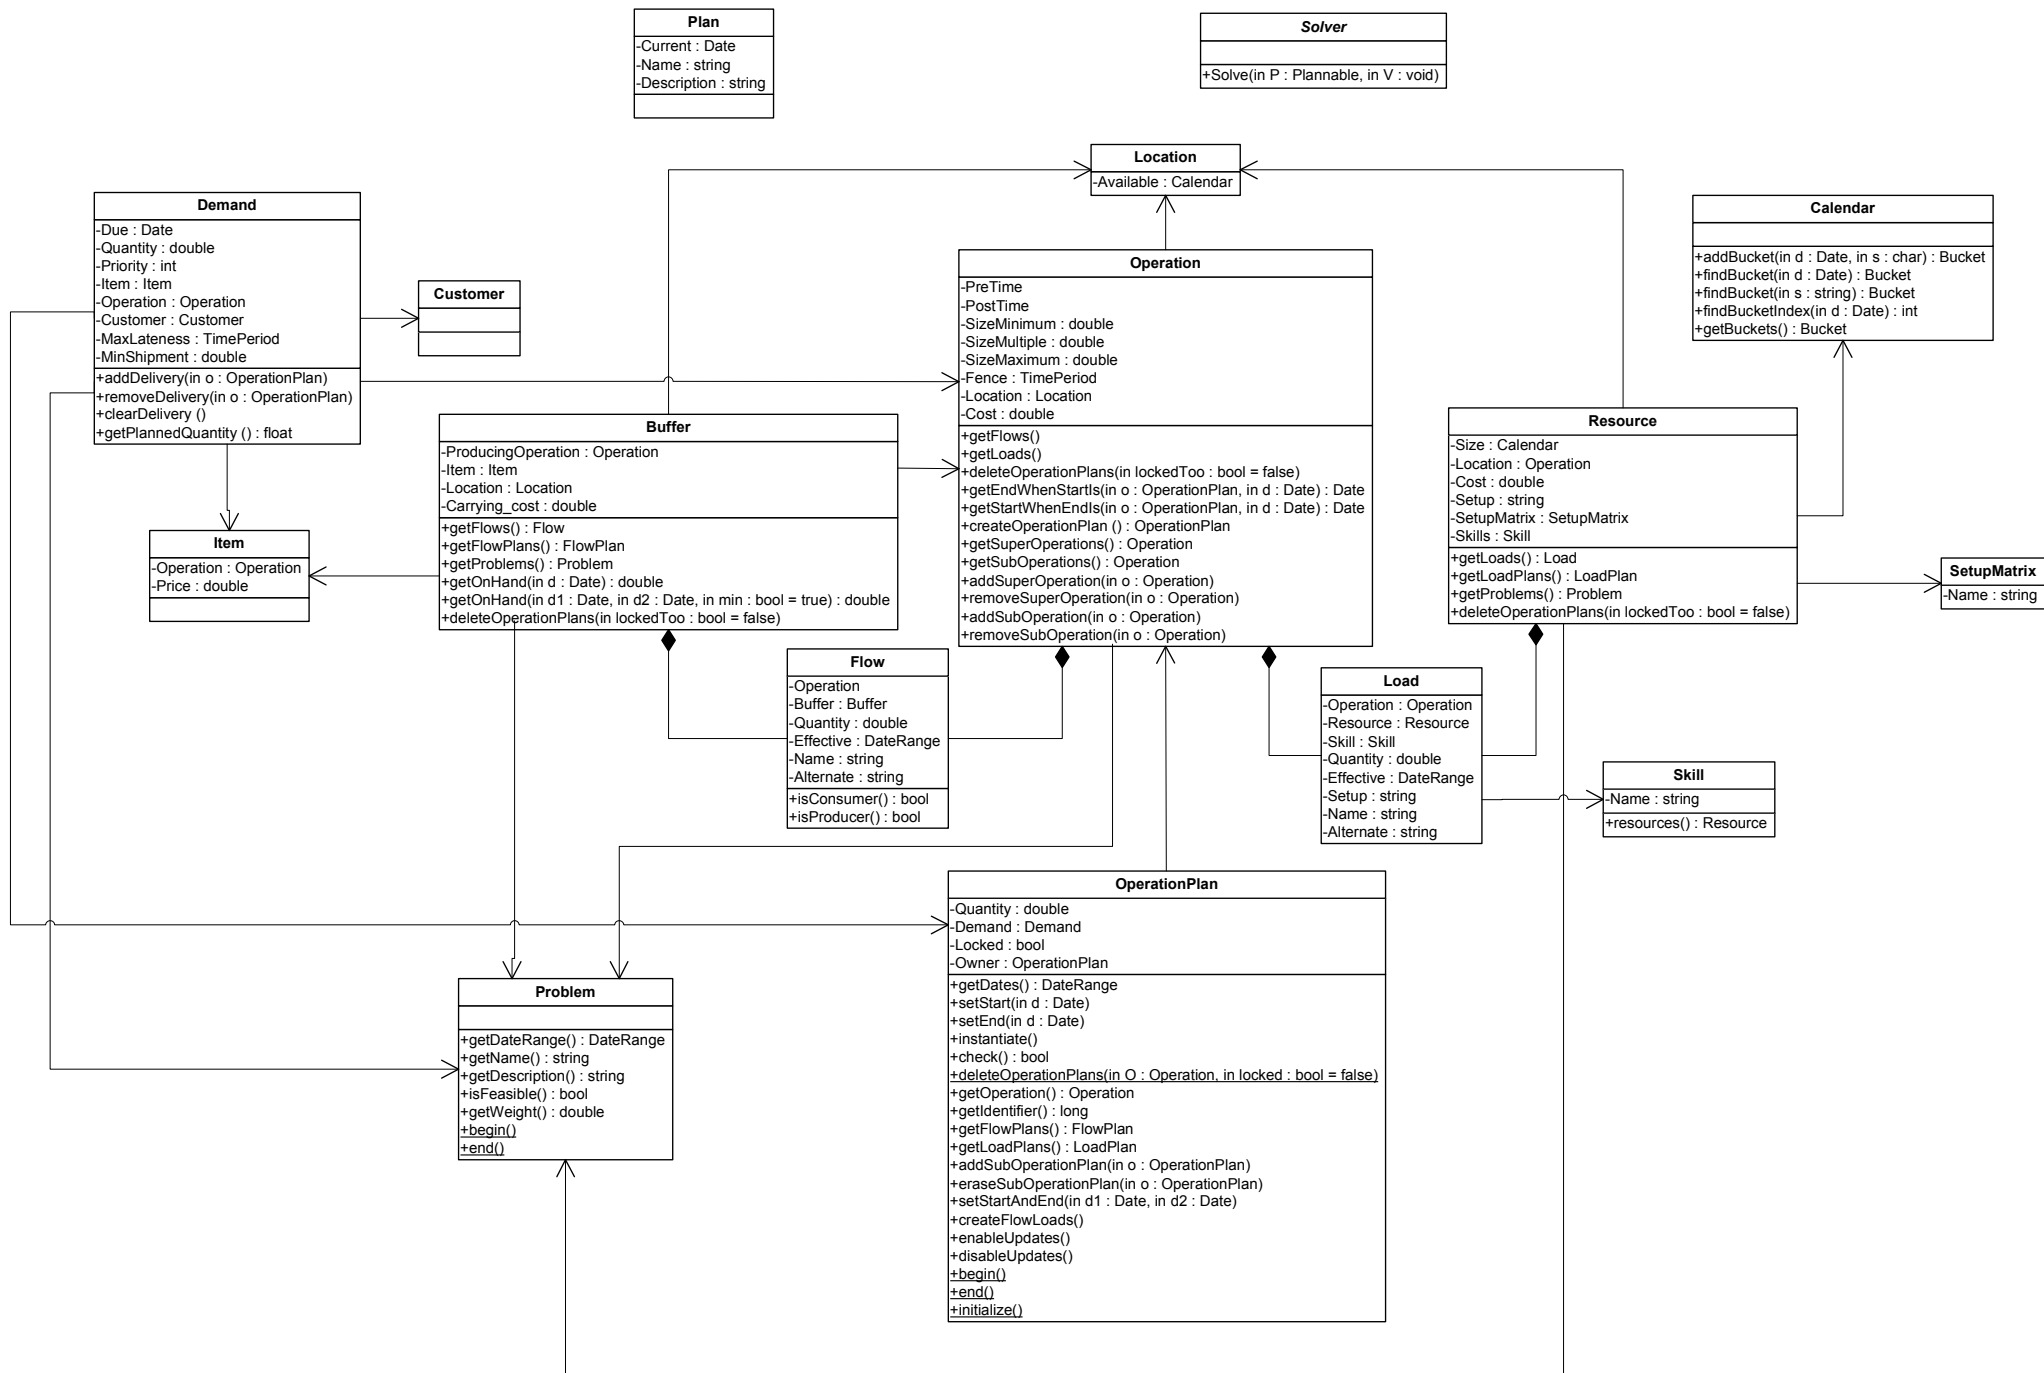 Plan
-Current : Date
-Name : string
-Description : string
Solver
+Solve(in P : Plannable, in V : void)
Location
-Available : Calendar
Demand
-Due : Date
-Quantity : double
-Priority : int
-Item : Item
-Operation : Operation
-Customer : Customer
-MaxLateness : TimePeriod
-MinShipment : double
+addDelivery(in o : OperationPlan)
+removeDelivery(in o : OperationPlan)
+clearDelivery ()
+getPlannedQuantity () : float
Customer
Operation
-PreTime
-PostTime
-SizeMinimum : double
-SizeMultiple : double
-SizeMaximum : double
-Fence : TimePeriod
-Location : Location
-Cost : double
+getFlows()
+getLoads()
+deleteOperationPlans(in lockedToo : bool = false)
+getEndWhenStartIs(in o : OperationPlan, in d : Date) : Date
+getStartWhenEndIs(in o : OperationPlan, in d : Date) : Date
+createOperationPlan () : OperationPlan
+getSuperOperations() : Operation
+getSubOperations() : Operation
+addSuperOperation(in o : Operation)
+removeSuperOperation(in o : Operation)
+addSubOperation(in o : Operation)
+removeSubOperation(in o : Operation)
Calendar
+addBucket(in d : Date, in s : char) : Bucket
+findBucket(in d : Date) : Bucket
+findBucket(in s : string) : Bucket
+findBucketIndex(in d : Date) : int
+getBuckets() : Bucket
Buffer
-ProducingOperation : Operation
-Item : Item
-Location : Location
-Carrying_cost : double
+getFlows() : Flow
+getFlowPlans() : FlowPlan
+getProblems() : Problem
+getOnHand(in d : Date) : double
+getOnHand(in d1 : Date, in d2 : Date, in min : bool = true) : double
+deleteOperationPlans(in lockedToo : bool = false)
Resource
-Size : Calendar
-Location : Operation
-Cost : double
-Setup : string
-SetupMatrix : SetupMatrix
-Skills : Skill
+getLoads() : Load
+getLoadPlans() : LoadPlan
+getProblems() : Problem
+deleteOperationPlans(in lockedToo : bool = false)
Item
-Operation : Operation
-Price : double
SetupMatrix
-Name : string
Flow
-Operation
-Buffer : Buffer
-Quantity : double
-Effective : DateRange
-Name : string
-Alternate : string
+isConsumer() : bool
+isProducer() : bool
Load
-Operation : Operation
-Resource : Resource
-Skill : Skill
-Quantity : double
-Effective : DateRange
-Setup : string
-Name : string
-Alternate : string
Skill
-Name : string
+resources() : Resource
OperationPlan
-Quantity : double
-Demand : Demand
-Locked : bool
-Owner : OperationPlan
+getDates() : DateRange
+setStart(in d : Date)
+setEnd(in d : Date)
+instantiate()
+check() : bool
+deleteOperationPlans(in O : Operation, in locked : bool = false)
+getOperation() : Operation
+getIdentifier() : long
+getFlowPlans() : FlowPlan
+getLoadPlans() : LoadPlan
+addSubOperationPlan(in o : OperationPlan)
+eraseSubOperationPlan(in o : OperationPlan)
+setStartAndEnd(in d1 : Date, in d2 : Date)
+createFlowLoads()
+enableUpdates()
+disableUpdates()
+begin()
+end()
+initialize()
Problem
+getDateRange() : DateRange
+getName() : string
+getDescription() : string
+isFeasible() : bool
+getWeight() : double
+begin()
+end()